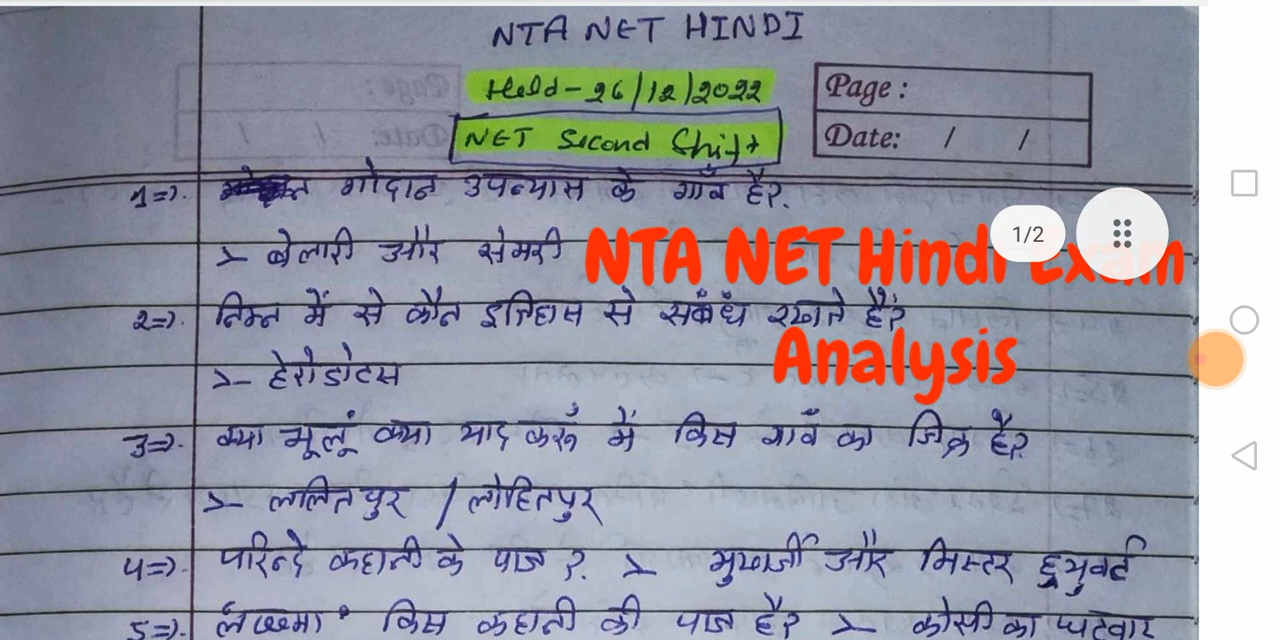 NTA NET HINDI
Held-26/12/2022
NET Second Shift
Page :
Date: / /
1=). गोदान उपन्यास के गाँव है?.
> बेलारी और सेमरी
NTA NET Hindi Exam
1/2
Analysis
2=). निम्न में से कौन इतिहास से सबंधं रखते हैं?
> हेरोडोटस
3=). क्या भूलूं क्या याद करूँ में किस गाँव का जिक्र है?
> ललितपुर / लोहितपुर
4=). परिन्दे कहानी के पात्र ?. > मुखर्जी और मिस्टर ह्युबर्ट
5=). लछमा किस कहानी की पात्र है? > कोसी का घटवार